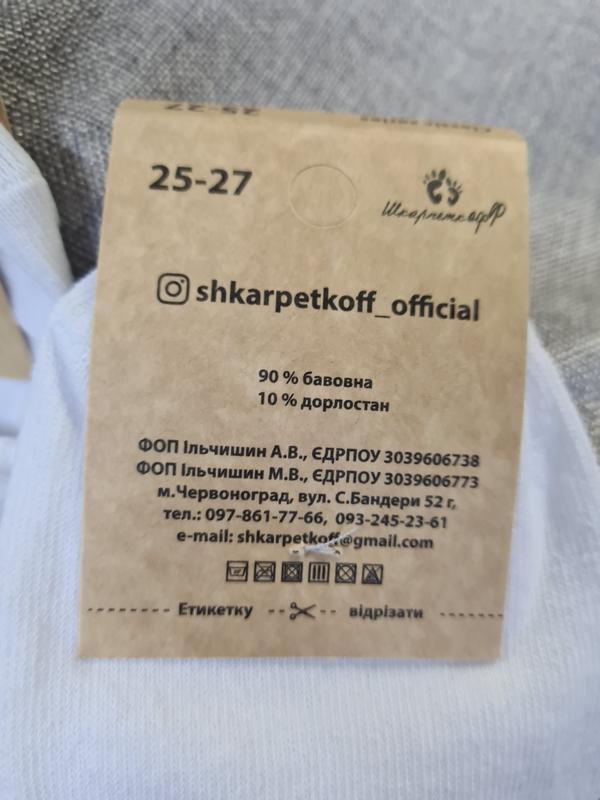 25-27
Шкарпеткофф
shkarpetkoff_official
90 % бавовна
10 % дорлостан
ФОП Ільчишин А.В., ЄДРПОУ 3039606738
ФОП Ільчишин М.В., ЄДРПОУ 3039606773
м.Червоноград, вул. С.Бандери 52 г,
тел.: 097-861-77-66, 093-245-23-61
e-mail: shkarpetkoff@gmail.com
Етикетку відрізати